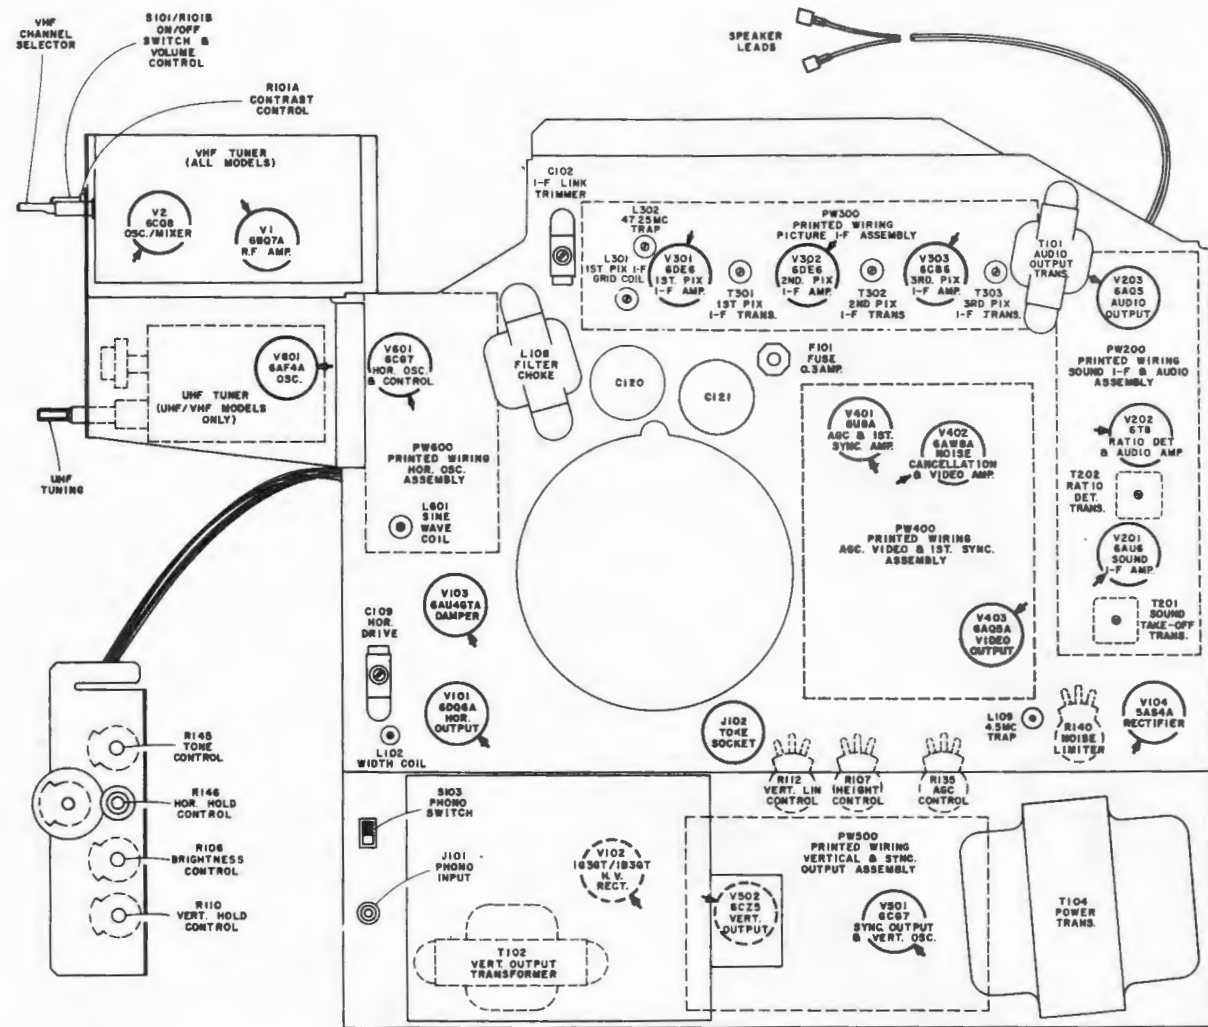 VHF
CHANNEL
SELECTOR
S101/R101B
ON/OFF
SWITCH &
VOLUME
CONTROL
R101A
CONTRAST
CONTROL
SPEAKER
LEADS
VHF TUNER
(ALL MODELS)
V2
6CQ8
OSC./MIXER
V1
6BQ7A
R.F. AMP.
C102
I-F LINK
TRIMMER
L302
47.25MC
TRAP
L301
1ST PIX I-F
GRID COIL
PW300
PRINTED WIRING
PICTURE I-F ASSEMBLY
V301
6DE6
1ST. PIX
I-F AMP.
T301
1ST PIX
I-F TRANS.
V302
6DE6
2ND. PIX
I-F AMP.
T302
2ND PIX
I-F TRANS
V303
6CB6
3RD. PIX
I-F AMP.
T303
3RD PIX
I-F TRANS.
T101
AUDIO
OUTPUT
TRANS.
V203
6AQ5
AUDIO
OUTPUT
V801
6AF4A
OSC.
UHF TUNER
(UHF/VHF MODELS
ONLY)
UHF
TUNING
V601
6CG7
HOR. OSC.
& CONTROL
L108
FILTER
CHOKE
C120
C121
F101
FUSE
0.3AMP.
PW200
PRINTED WIRING
SOUND I-F & AUDIO
ASSEMBLY
PW600
PRINTED WIRING
HOR. OSC.
ASSEMBLY
L601
SINE
WAVE
COIL
V401
6U8A
AGC & 1ST.
SYNC. AMP.
V402
6AW8A
NOISE
CANCELLATION
& VIDEO AMP.
V202
6T8
RATIO DET
& AUDIO AMP
T202
RATIO
DET.
TRANS.
PW400
PRINTED WIRING
AGC. VIDEO & 1ST. SYNC.
ASSEMBLY
V201
6AU6
SOUND
I-F AMP.
T201
SOUND
TAKE-OFF
TRANS.
V103
6AU4GTA
DAMPER
C109
HOR.
DRIVE
V403
6AQ5A
VIDEO
OUTPUT
V101
6DQ6A
HOR.
OUTPUT
L102
WIDTH COIL
J102
YOKE
SOCKET
L109
4.5MC
TRAP
R140
NOISE
LIMITER
V104
5AS4A
RECTIFIER
R145
TONE
CONTROL
R146
HOR. HOLD
CONTROL
R106
BRIGHTNESS
CONTROL
R110
VERT. HOLD
CONTROL
S103
PHONO
SWITCH
J101
PHONO
INPUT
R112
VERT. LIN
CONTROL
R107
HEIGHT
CONTROL
R135
AGC
CONTROL
V102
1G3GT/1B3GT
H.V.
RECT.
PW500
PRINTED WIRING
VERTICAL & SYNC.
OUTPUT ASSEMBLY
V502
6CZ5
VERT.
OUTPUT
V501
6CG7
SYNC. OUTPUT
& VERT. OSC.
T104
POWER
TRANS.
T102
VERT. OUTPUT
TRANSFORMER